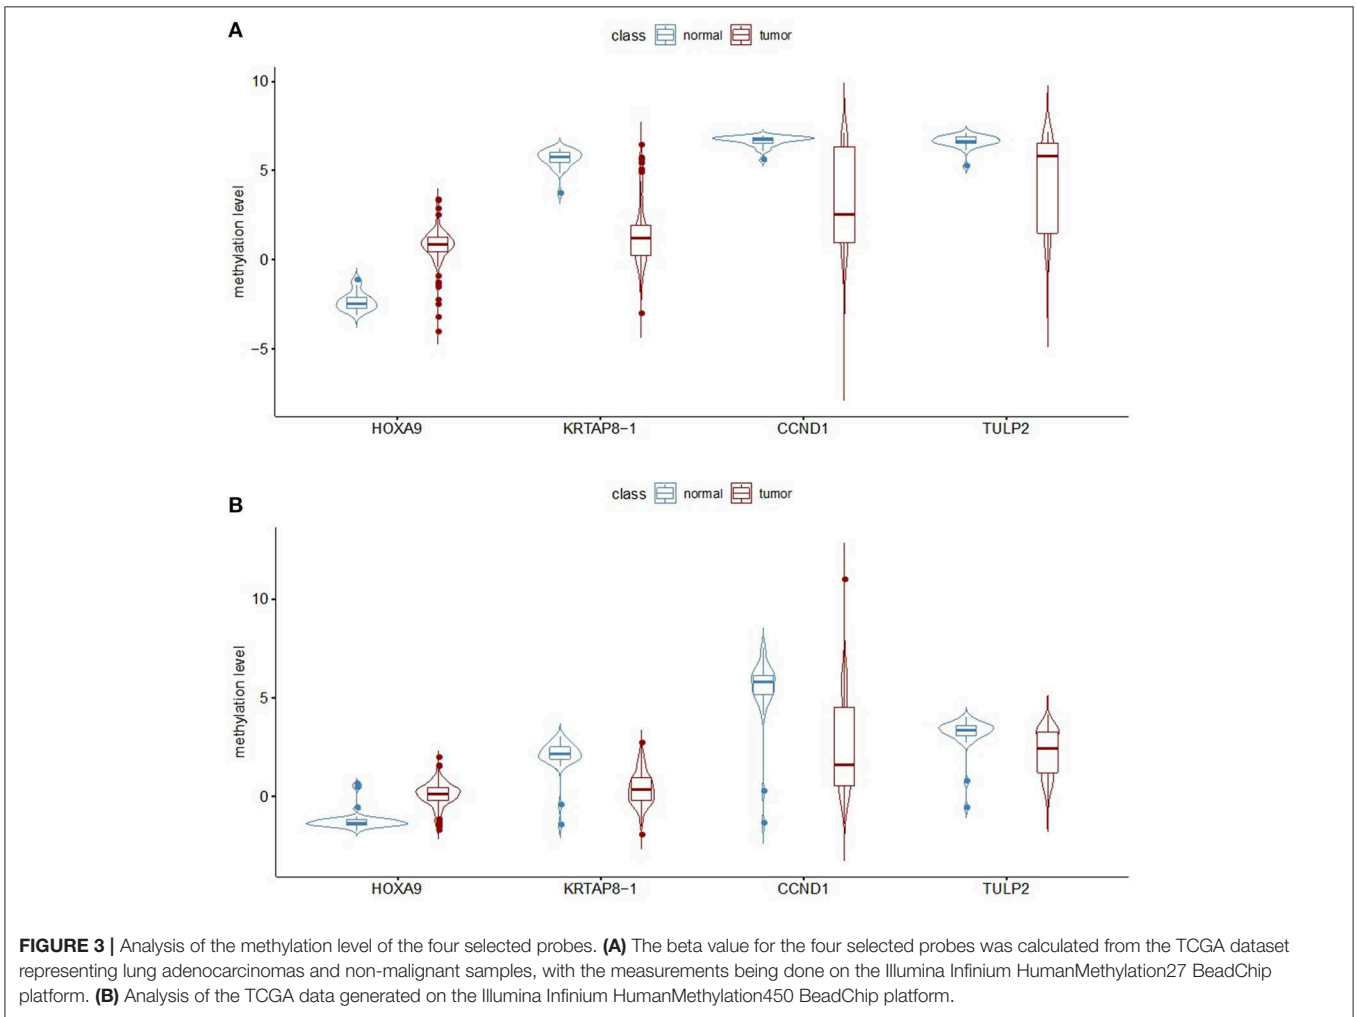 A
class normal tumor
10
5
0
−5
methylation level
HOXA9 KRTAP8−1 CCND1 TULP2
B
class normal tumor
10
5
0
methylation level
HOXA9 KRTAP8−1 CCND1 TULP2
FIGURE 3 | Analysis of the methylation level of the four selected probes. (A) The beta value for the four selected probes was calculated from the TCGA dataset
representing lung adenocarcinomas and non-malignant samples, with the measurements being done on the Illumina Infinium HumanMethylation27 BeadChip
platform. (B) Analysis of the TCGA data generated on the Illumina Infinium HumanMethylation450 BeadChip platform.